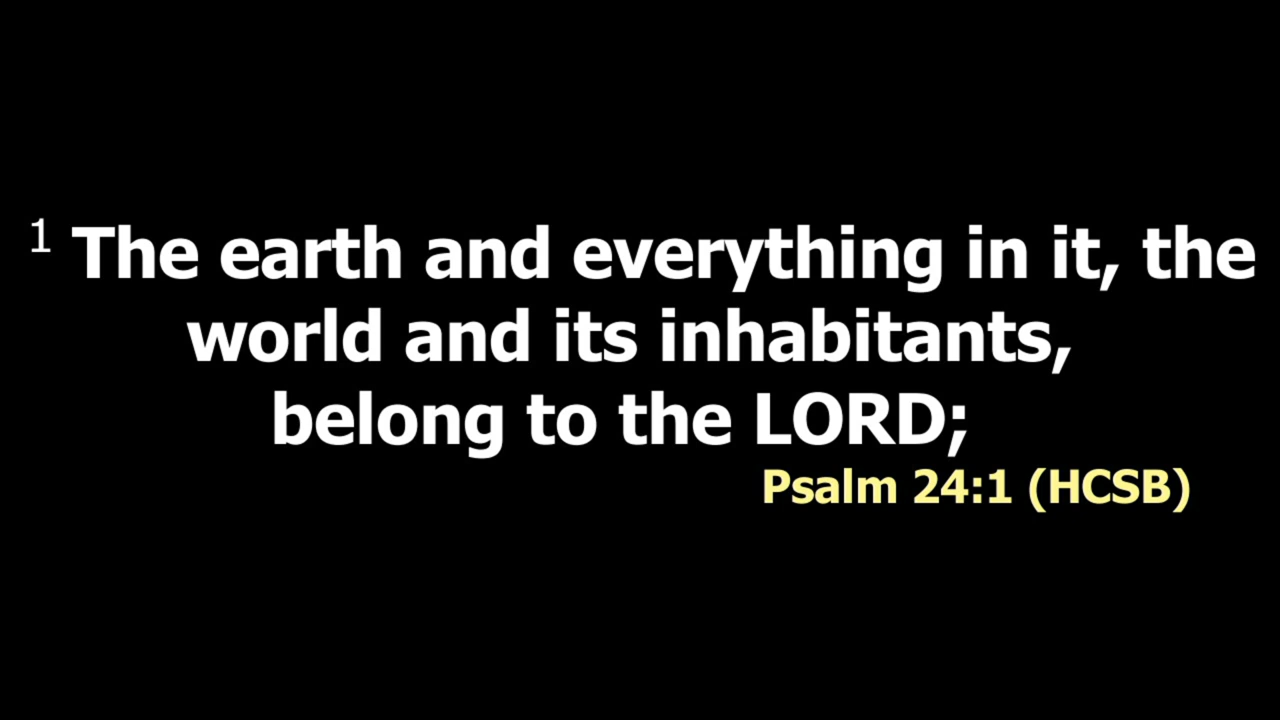 1 The earth and everything in it, the
world and its inhabitants,
belong to the LORD;
Psalm 24:1 (HCSB)